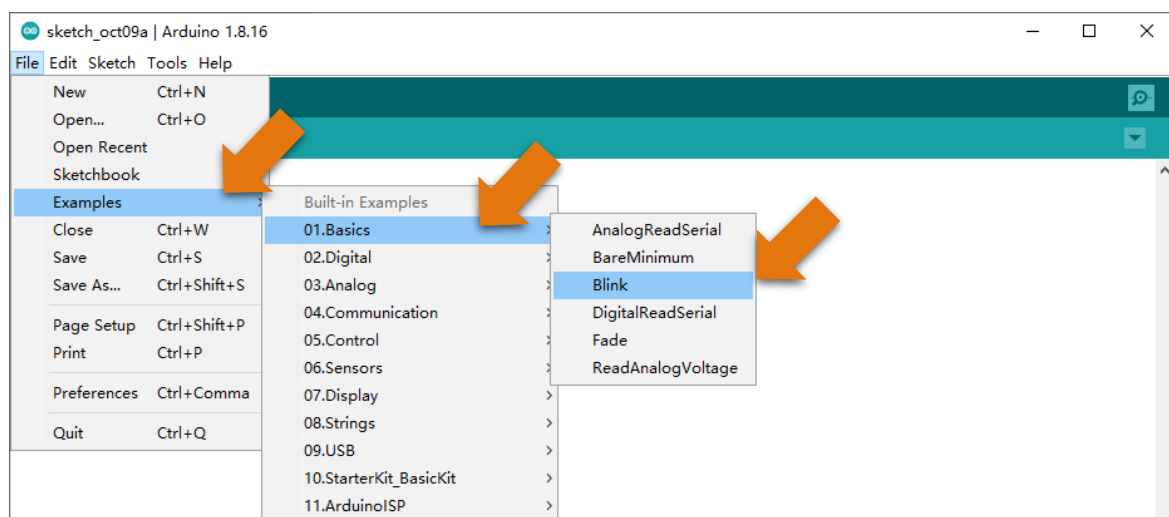 sketch_oct09a | Arduino 1.8.16
File Edit Sketch Tools Help
New Ctrl+N
Open... Ctrl+O
Open Recent
Sketchbook
Examples
Close Ctrl+W
Save Ctrl+S
Save As... Ctrl+Shift+S
Page Setup Ctrl+Shift+P
Print Ctrl+P
Preferences Ctrl+Comma
Quit Ctrl+Q
Built-in Examples
01.Basics
02.Digital
03.Analog
04.Communication
05.Control
06.Sensors
07.Display
08.Strings
09.USB
10.StarterKit_BasicKit
11.ArduinoISP
AnalogReadSerial
BareMinimum
Blink
DigitalReadSerial
Fade
ReadAnalogVoltage